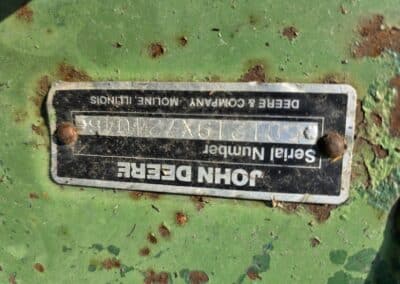 JOHN DEERE
Serial Number
DEERE & COMPANY MOLINE, ILLINOIS